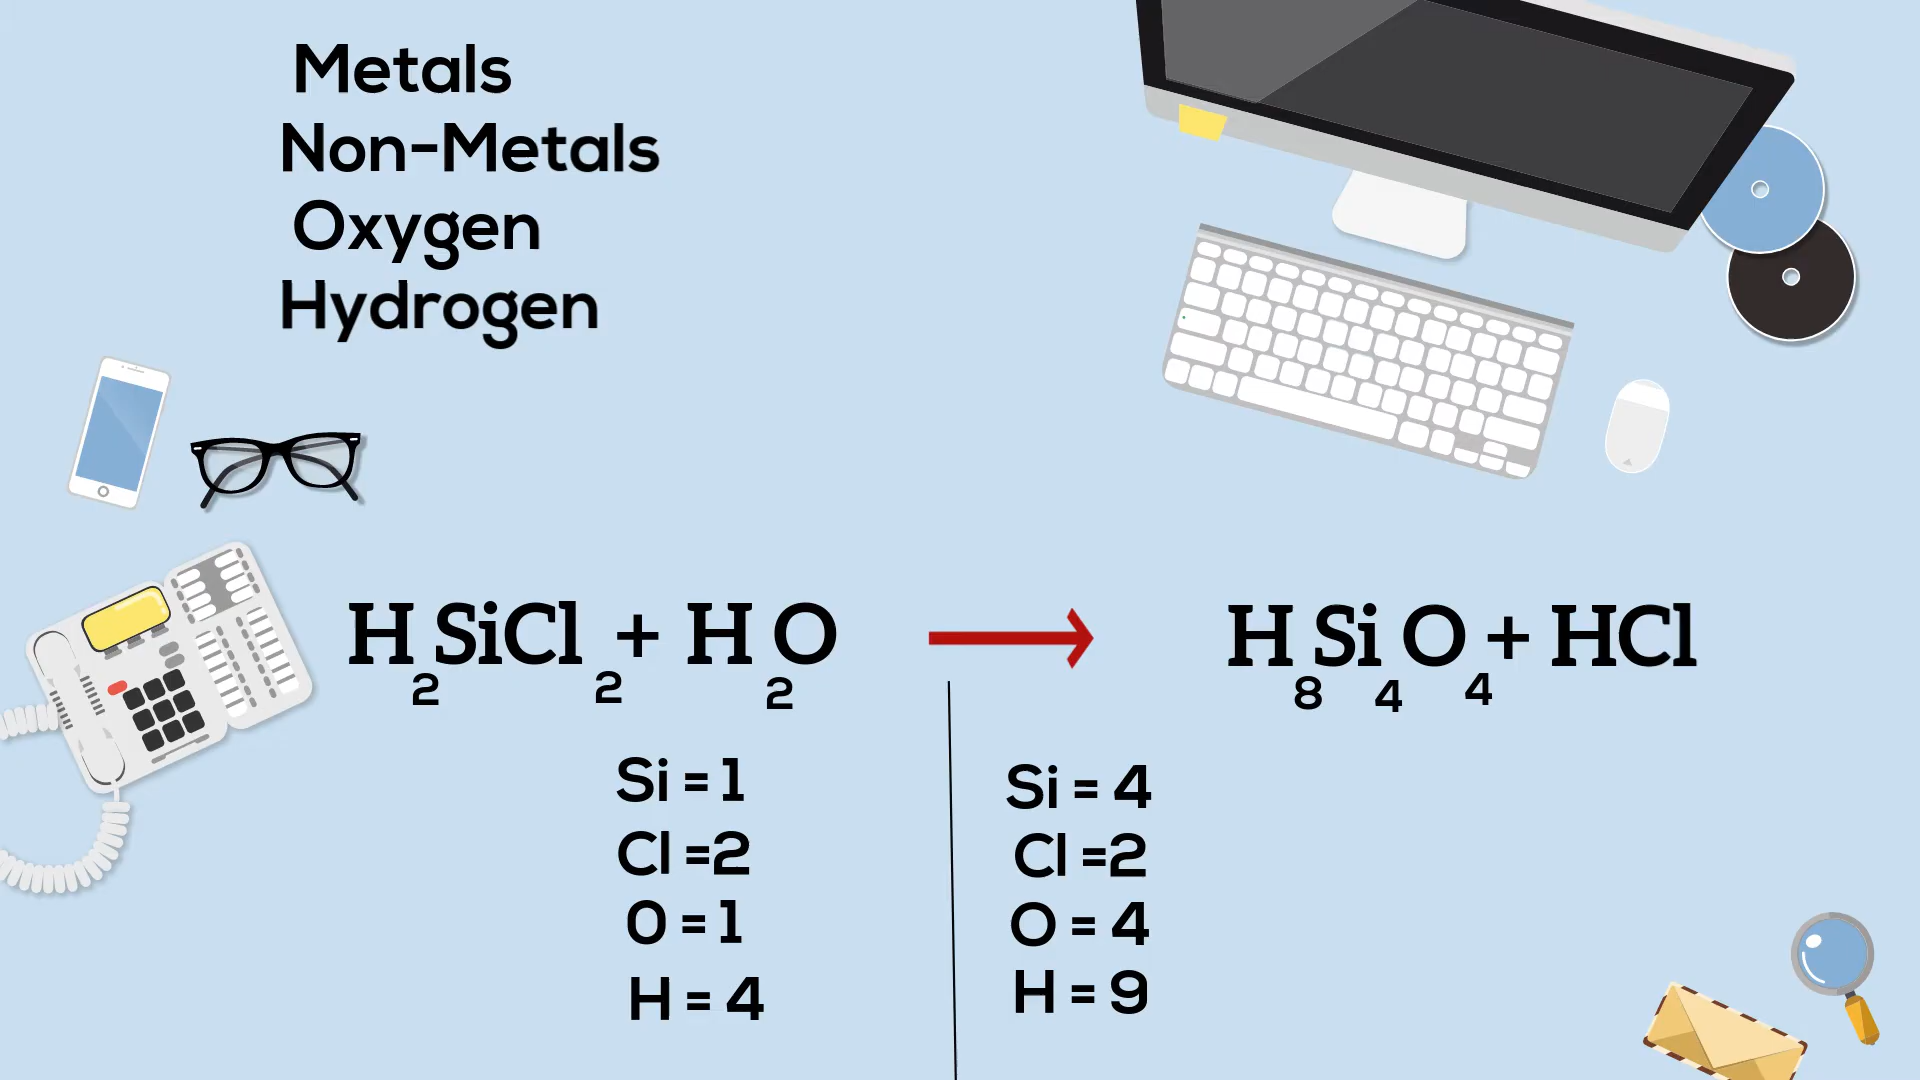 Metals
Non-Metals
Oxygen
Hydrogen
H2SiCl2 + H2O → H8Si4O4 + HCl
Si = 1
Cl =2
0 = 1
H = 4
Si = 4
Cl =2
O = 4
H = 9